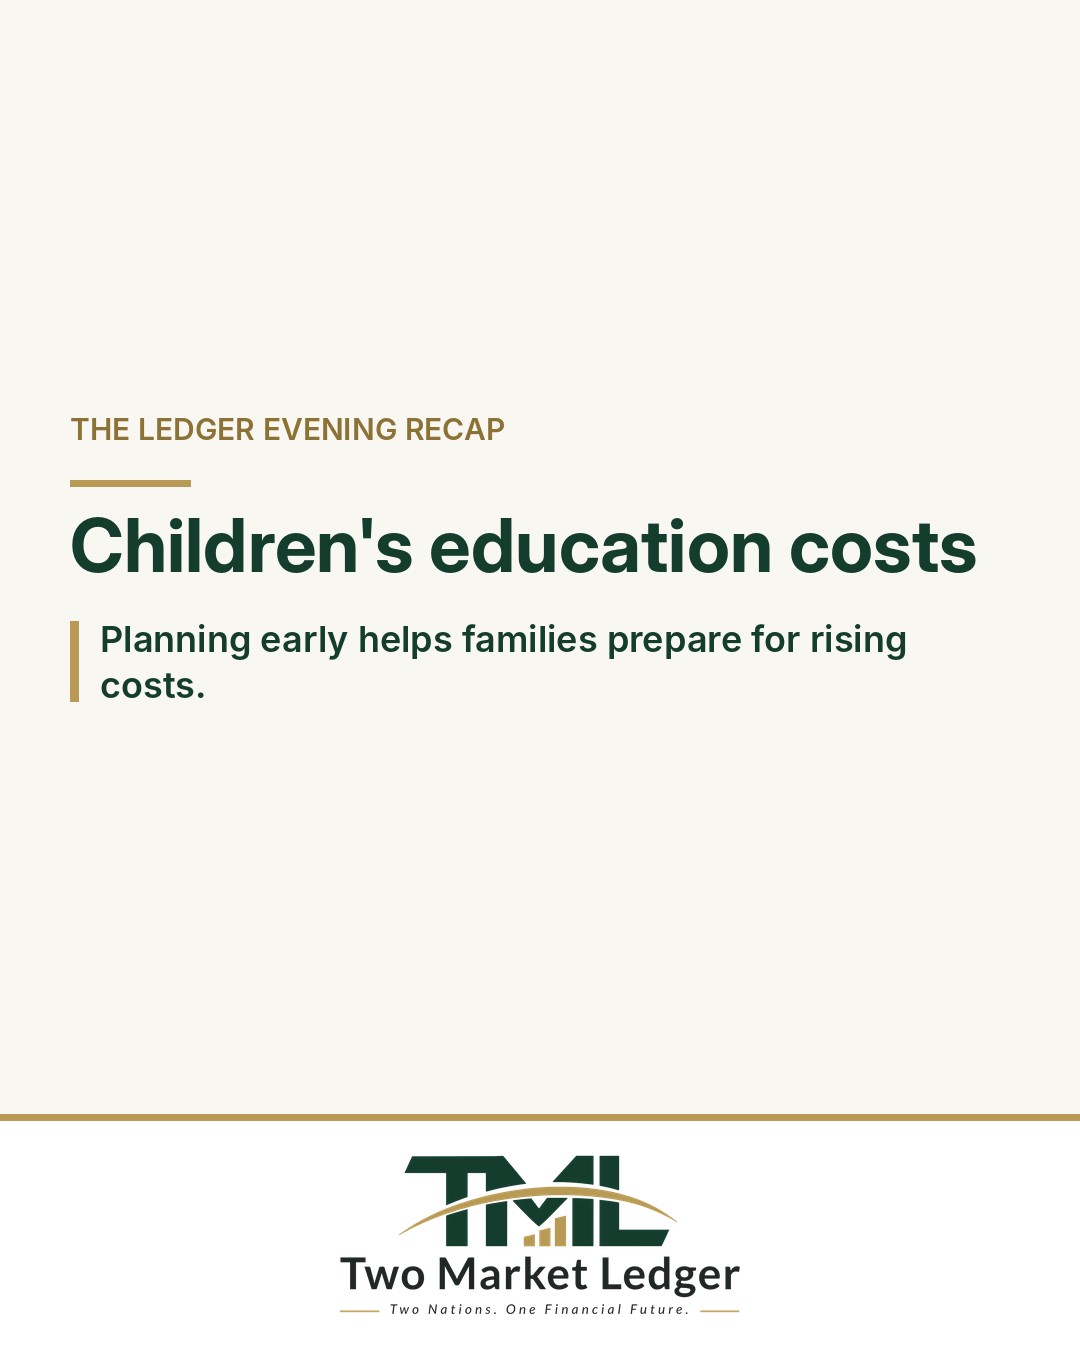 THE LEDGER EVENING RECAP
Children's education costs
Planning early helps families prepare for rising
costs.
TML
Two Market Ledger
Two Nations. One Financial Future.